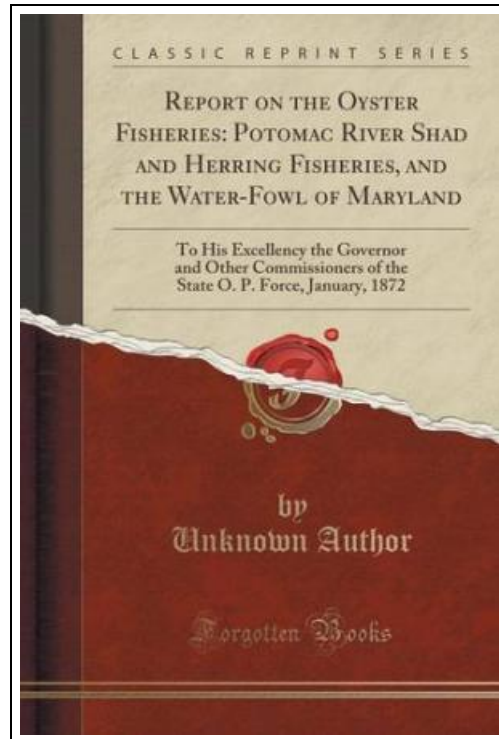 CLASSIC REPRINT SERIES
REPORT ON THE OYSTER
FISHERIES: POTOMAC RIVER SHAD
AND HERRING FISHERIES, AND
THE WATER-FOWL OF MARYLAND
To His Excellency the Governor
and Other Commissioners of the
State O. P. Force, January, 1872
by
Unknown Author
Forgotten Books